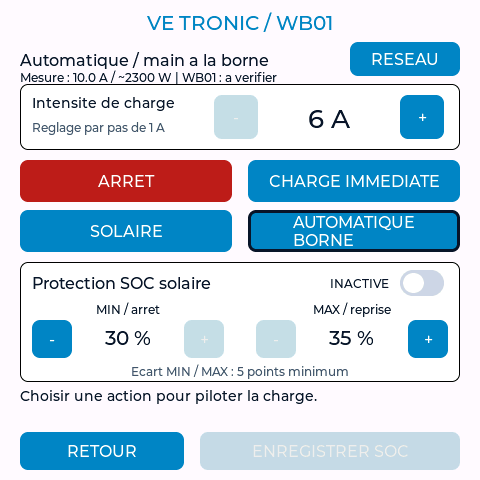 VE TRONIC / WB01
Automatique / main a la borne
RESEAU
Mesure : 10.0 A / ~2300 W | WB01 : a verifier
Intensite de charge
Reglage par pas de 1 A
-
6 A
+
ARRET
CHARGE IMMEDIATE
SOLAIRE
AUTOMATIQUE
BORNE
Protection SOC solaire
INACTIVE
MIN / arret
MAX / reprise
-
30 %
+
-
35 %
+
Ecart MIN / MAX : 5 points minimum
Choisir une action pour piloter la charge.
RETOUR
ENREGISTRER SOC